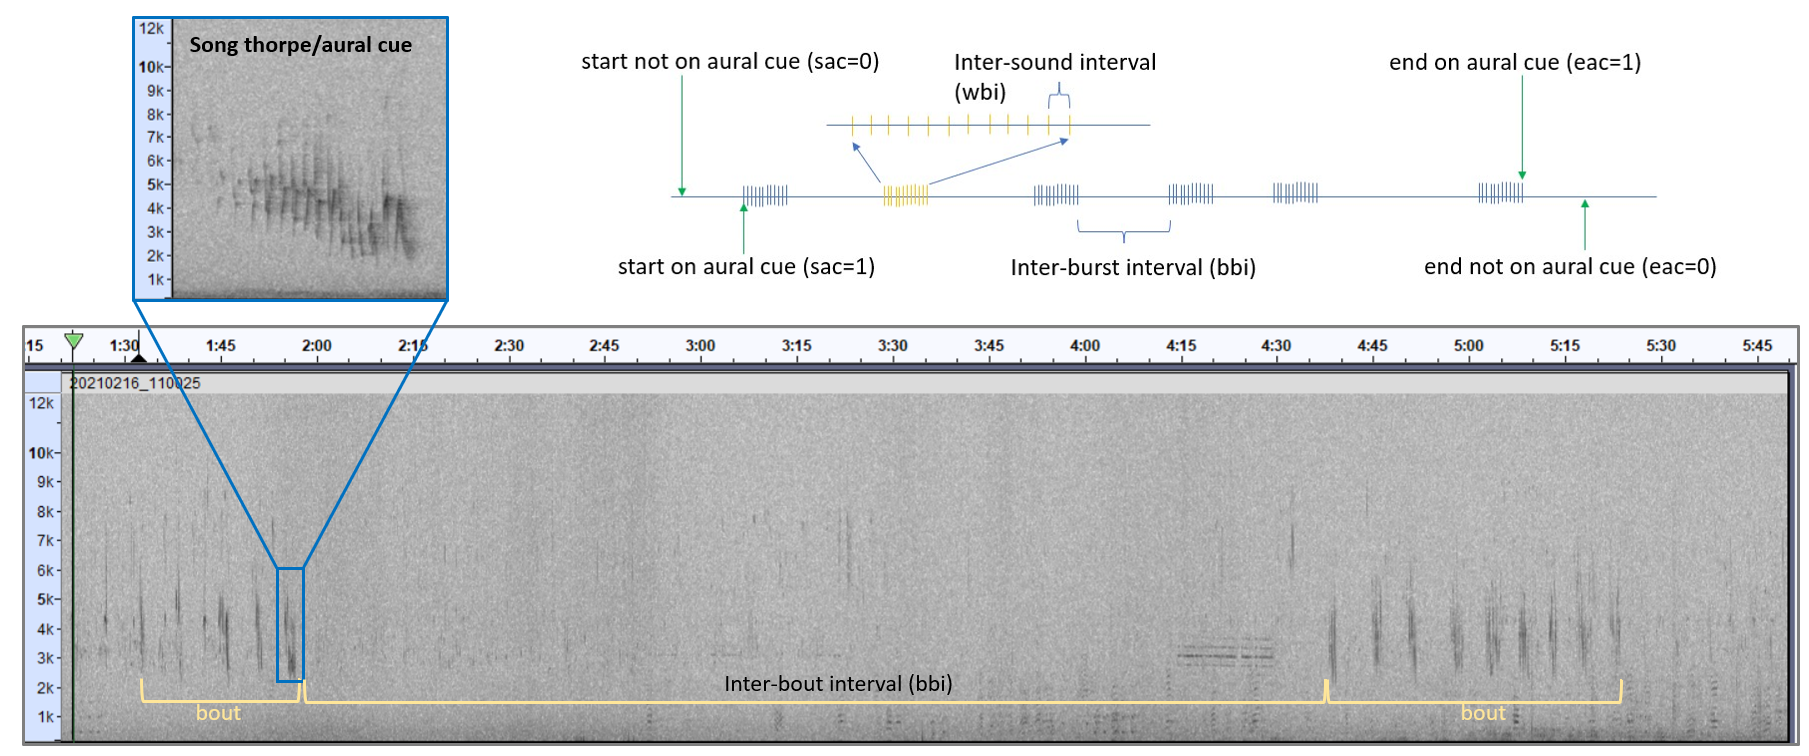 Song thorpe/aural cue
12k
10k
9k
8k
7k
6k
5k
4k
3k
2k
1k
start not on aural cue (sac=0)
Inter-sound interval
(wbi)
end on aural cue (eac=1)
start on aural cue (sac=1)
Inter-burst interval (bbi)
end not on aural cue (eac=0)
15 1:30 1:45 2:00 2:15 2:30 2:45 3:00 3:15 3:30 3:45 4:00 4:15 4:30 4:45 5:00 5:15 5:30 5:45
20210216_110025
12k
10k
9k
8k
7k
6k
5k
4k
3k
2k
1k
bout
Inter-bout interval (bbi)
bout